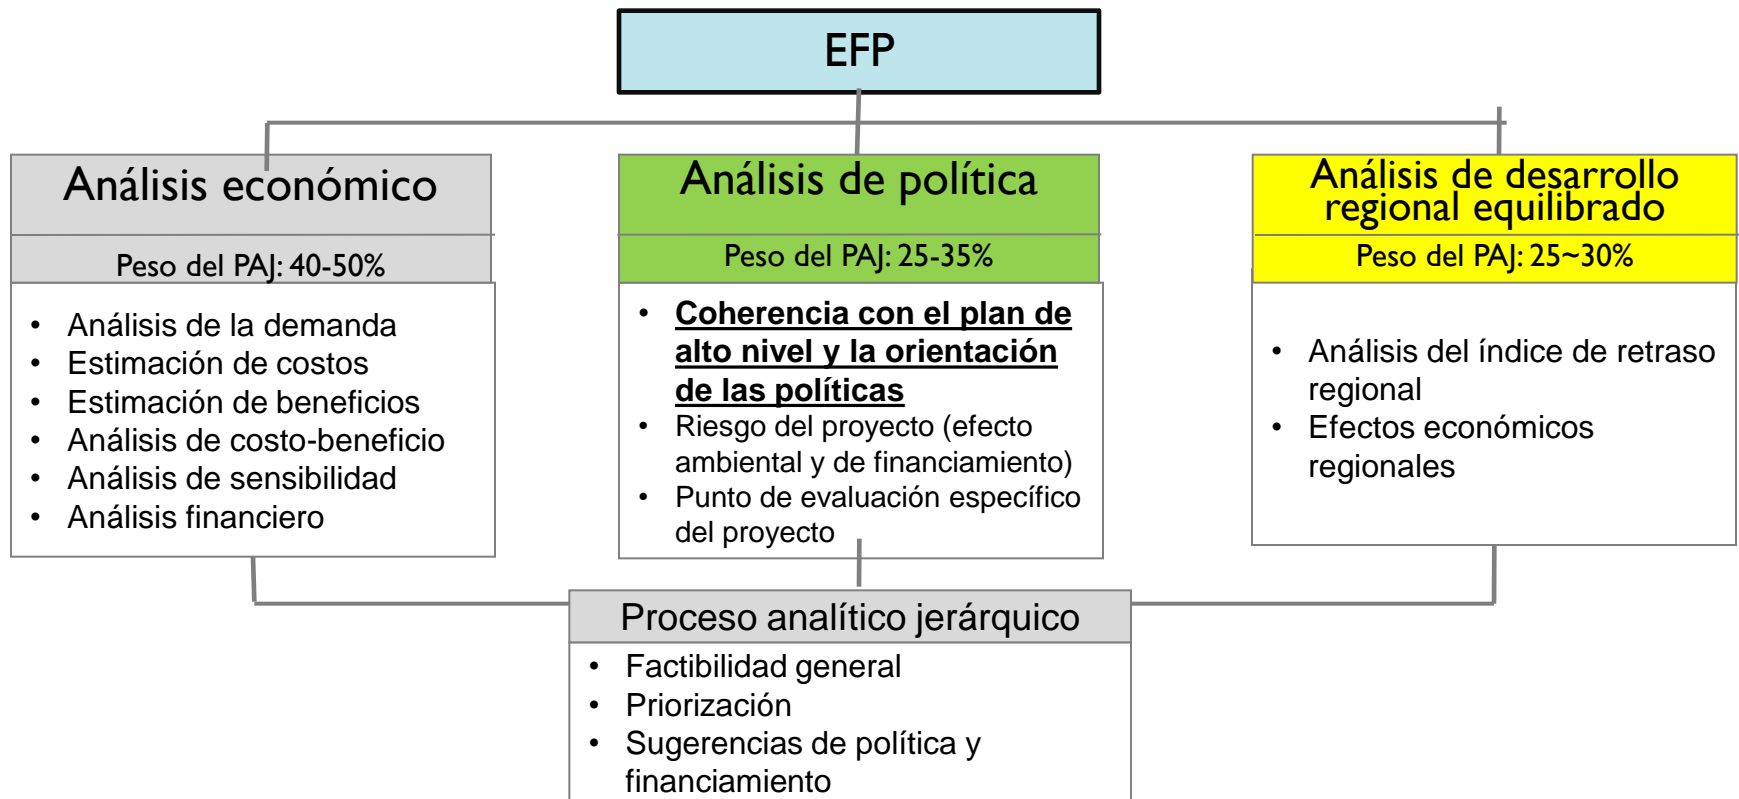 EFP
Análisis económico
Peso del PAJ: 40-50%
• Análisis de la demanda
• Estimación de costos
• Estimación de beneficios
• Análisis de costo-beneficio
• Análisis de sensibilidad
• Análisis financiero
Análisis de política
Peso del PAJ: 25-35%
• Coherencia con el plan de
alto nivel y la orientación
de las políticas
• Riesgo del proyecto (efecto
ambiental y de financiamiento)
• Punto de evaluación específico
del proyecto
Análisis de desarrollo
regional equilibrado
Peso del PAJ: 25~30%
• Análisis del índice de retraso
regional
• Efectos económicos
regionales
Proceso analítico jerárquico
• Factibilidad general
• Priorización
• Sugerencias de política y
financiamiento